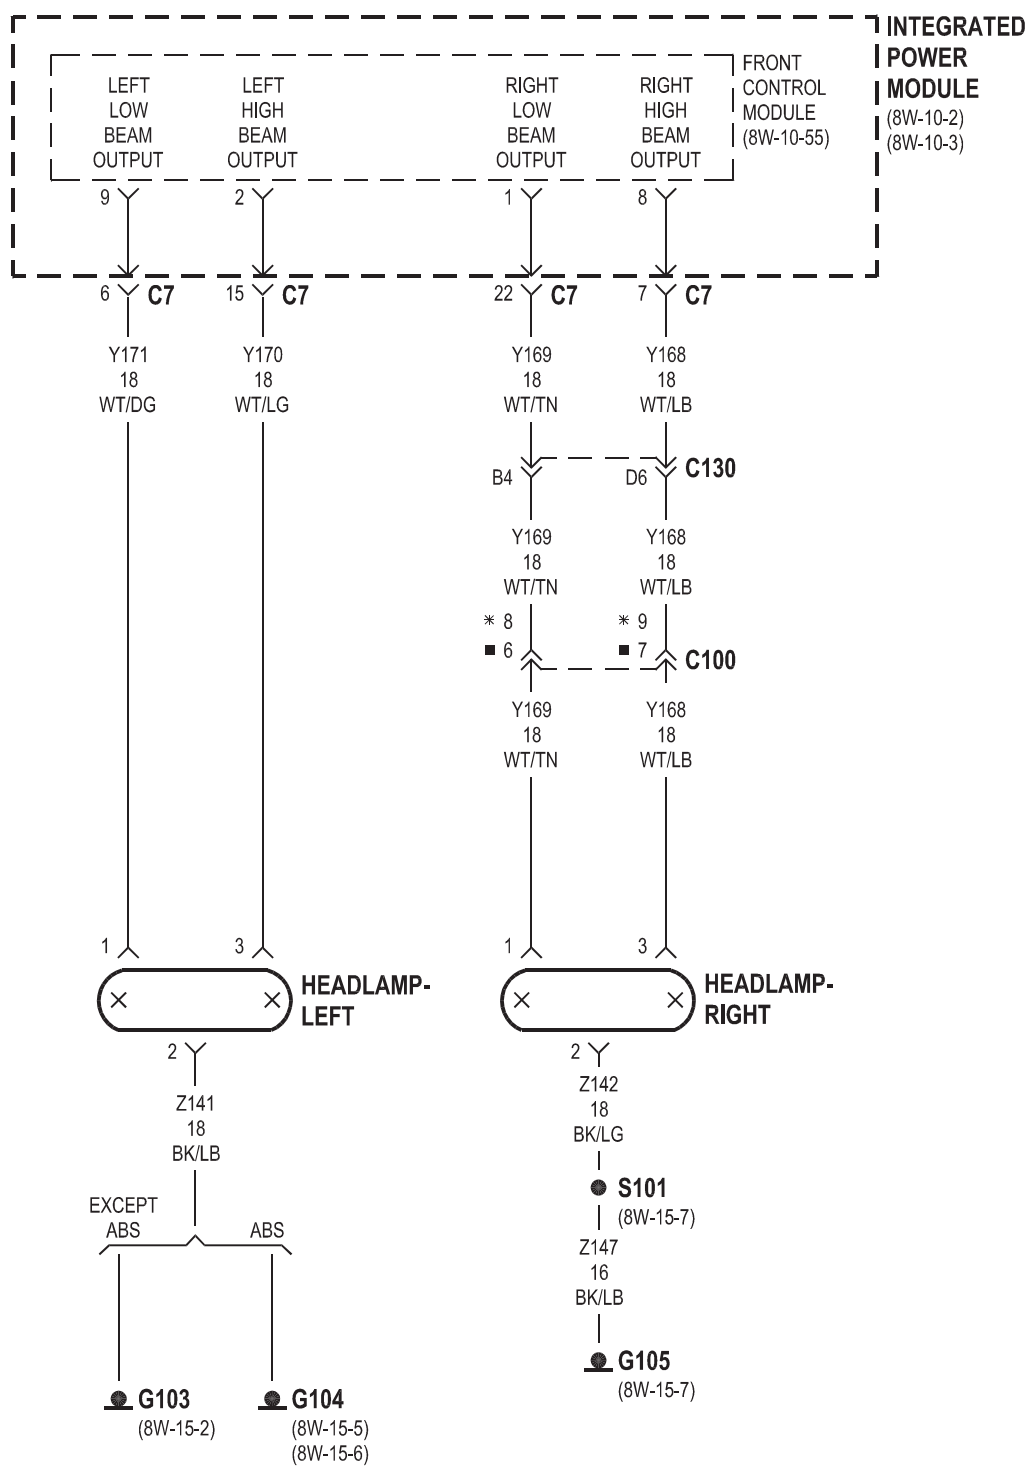 INTEGRATED
POWER
MODULE
(8W-10-2)
(8W-10-3)
FRONT
CONTROL
MODULE
(8W-10-55)
LEFT
LOW
BEAM
OUTPUT
LEFT
HIGH
BEAM
OUTPUT
RIGHT
LOW
BEAM
OUTPUT
RIGHT
HIGH
BEAM
OUTPUT
9 2 1 8
6 C7 15 C7 22 C7 7 C7
Y171
18
WT/DG
Y170
18
WT/LG
Y169
18
WT/TN
Y168
18
WT/LB
B4 D6 C130
Y169
18
WT/TN
Y168
18
WT/LB
* 8 * 9
■ 6 ■ 7 C100
Y169
18
WT/TN
Y168
18
WT/LB
1 3 1 3
HEADLAMP-
LEFT
HEADLAMP-
RIGHT
2
Z141
18
BK/LB
EXCEPT
ABS
ABS
G103
(8W-15-2)
G104
(8W-15-5)
(8W-15-6)
2
Z142
18
BK/LG
S101
(8W-15-7)
Z147
16
BK/LB
G105
(8W-15-7)